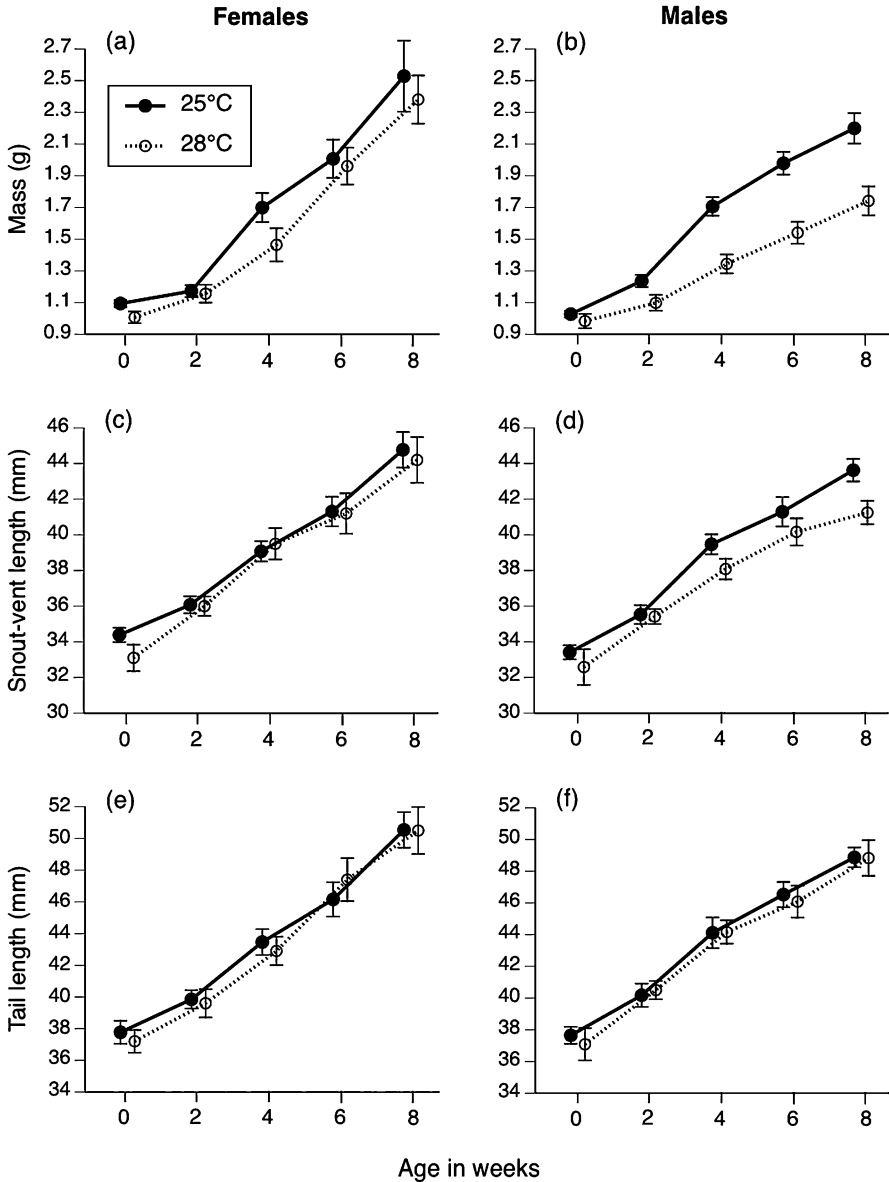 Females
Males
(a)
(b)
2.7
2.5
2.3
2.1
1.9
1.7
1.5
1.3
1.1
0.9
Mass (g)
25°C
28°C
0 2 4 6 8
2.7
2.5
2.3
2.1
1.9
1.7
1.5
1.3
1.1
0.9
0 2 4 6 8
(c)
(d)
46
44
42
40
38
36
34
32
30
Snout-vent length (mm)
0 2 4 6 8
46
44
42
40
38
36
34
32
30
0 2 4 6 8
(e)
(f)
52
50
48
46
44
42
40
38
36
34
Tail length (mm)
0 2 4 6 8
52
50
48
46
44
42
40
38
36
34
0 2 4 6 8
Age in weeks